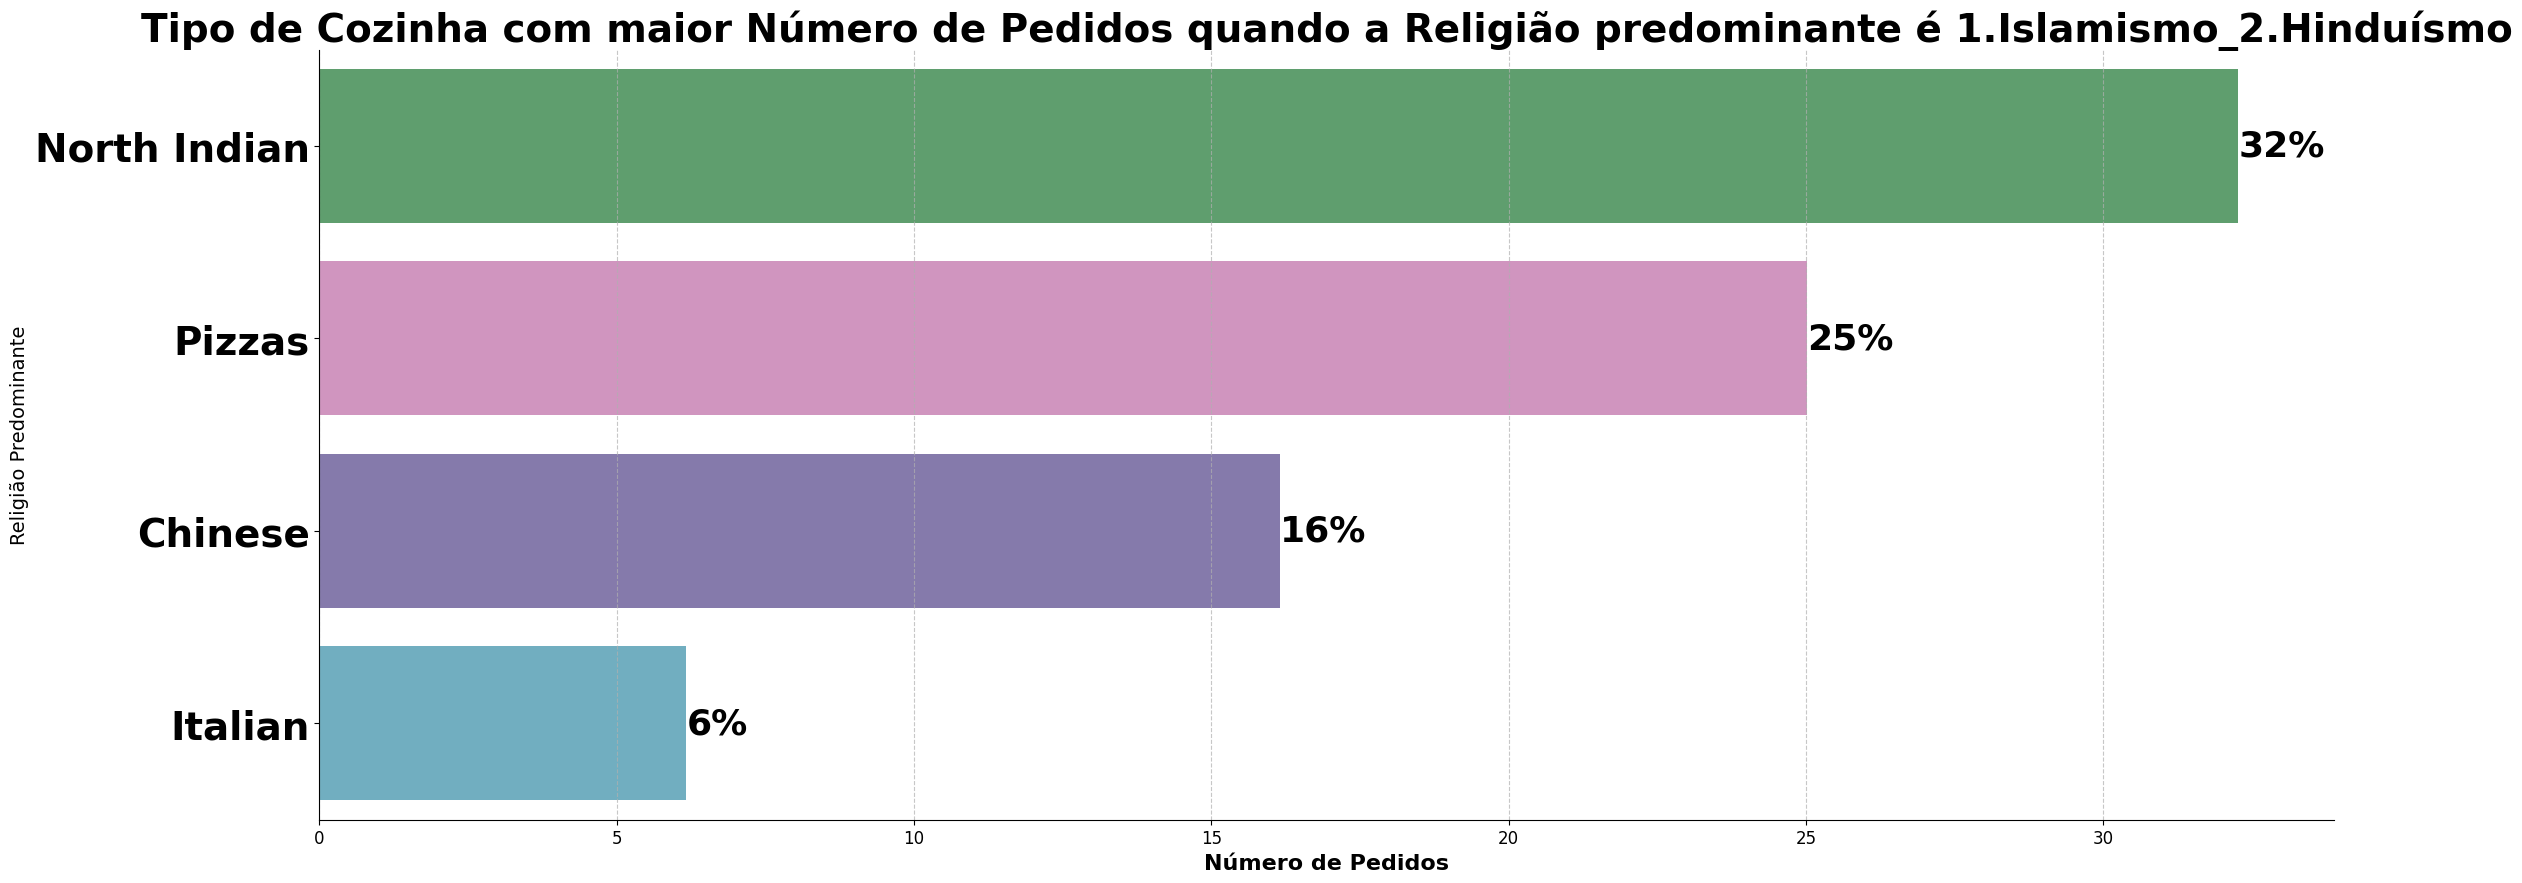 Tipo de Cozinha com maior Número de Pedidos quando a Religião predominante é 1.Islamismo_2.Hinduísmo
Religião Predominante
North Indian
32%
Pizzas
25%
Chinese
16%
Italian
6%
0 5 10 15 20 25 30
Número de Pedidos